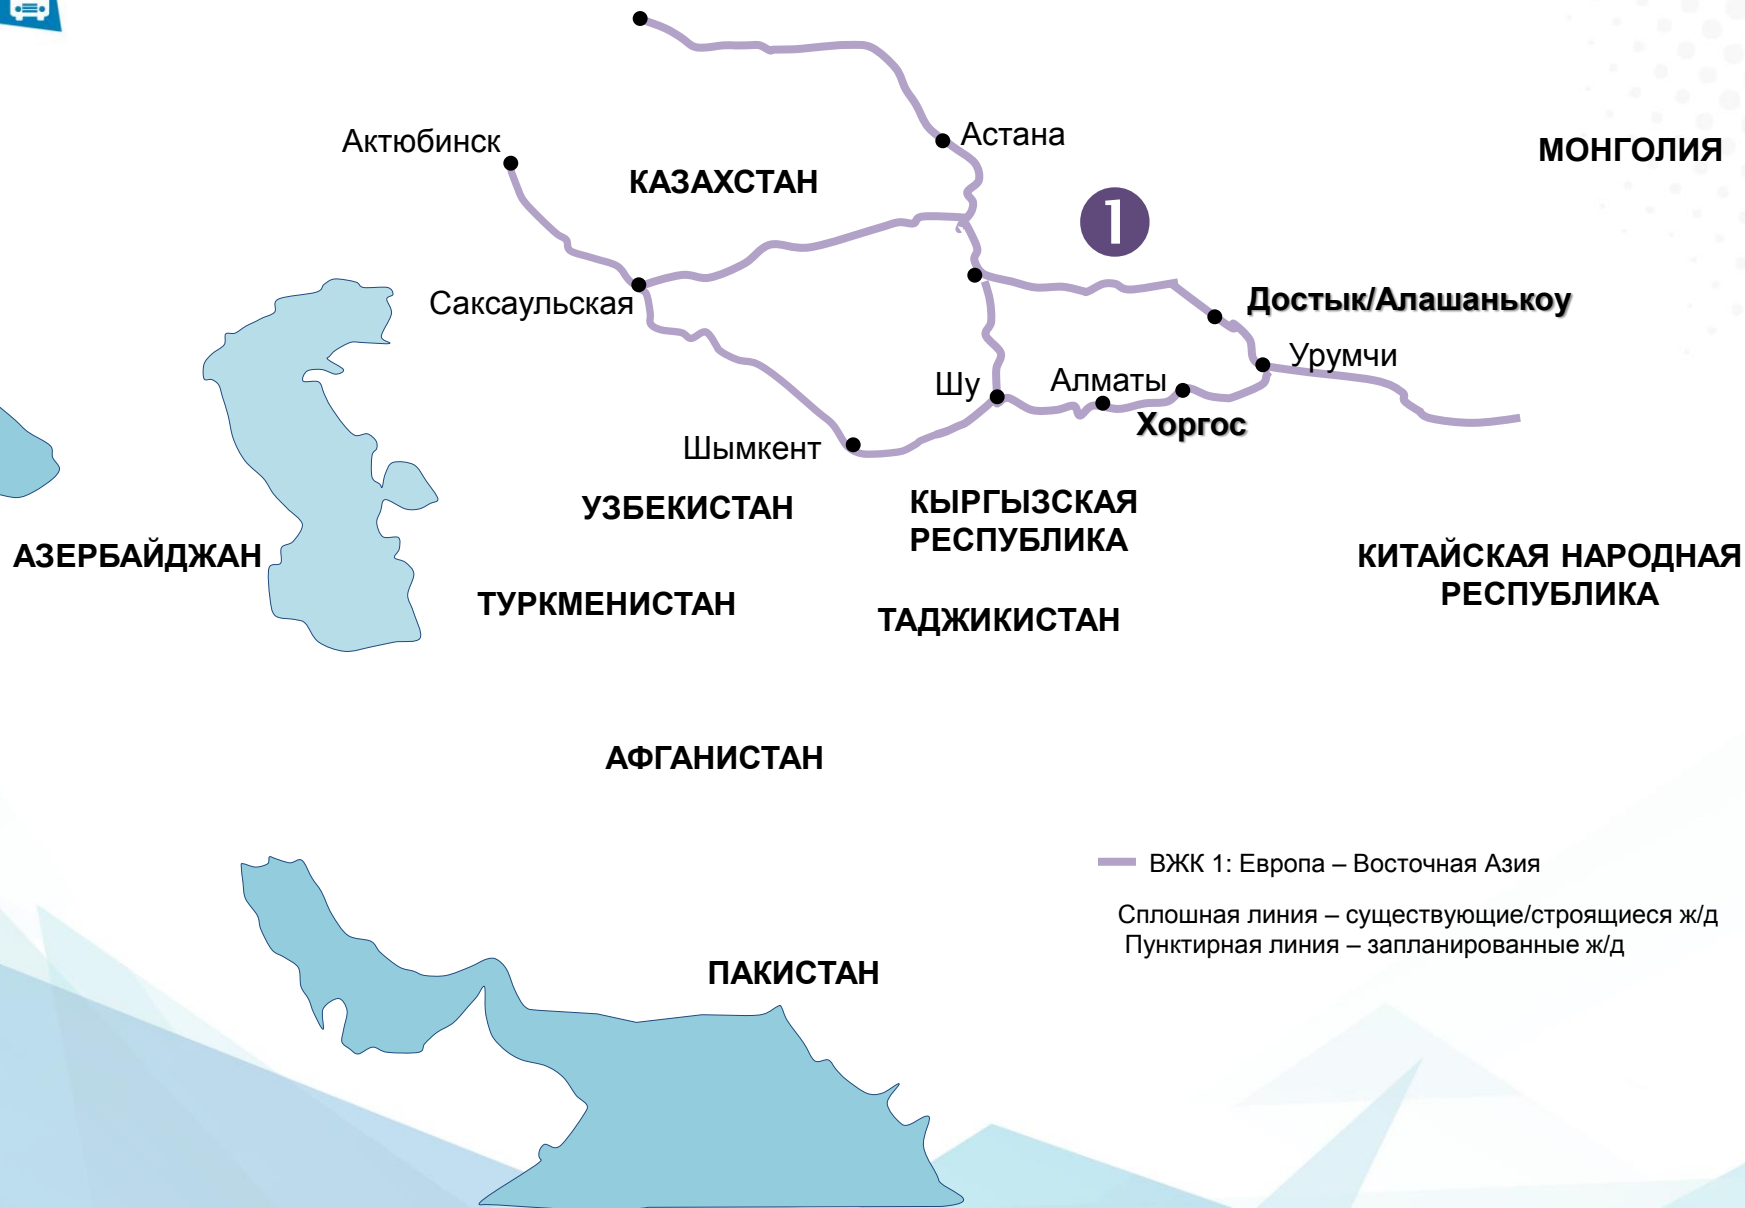 Астана
Актюбинск
МОНГОЛИЯ
КАЗАХСТАН
1
Саксаульская
Достык/Алашанькоу
Урумчи
Шу
Алматы
Хоргос
Шымкент
УЗБЕКИСТАН
КЫРГЫЗСКАЯ
РЕСПУБЛИКА
АЗЕРБАЙДЖАН
КИТАЙСКАЯ НАРОДНАЯ
РЕСПУБЛИКА
ТУРКМЕНИСТАН
ТАДЖИКИСТАН
АФГАНИСТАН
ВЖК 1: Европа – Восточная Азия
Сплошная линия – существующие/строящиеся ж/д
Пунктирная линия – запланированные ж/д
ПАКИСТАН